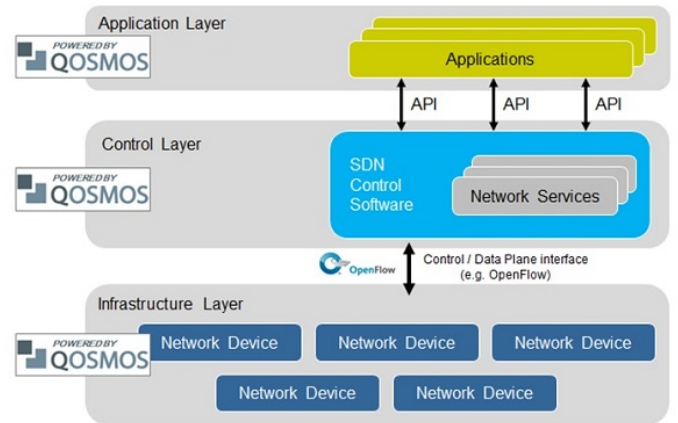 Application Layer
POWERED BY
QOSMOS
Applications
API
API
API
Control Layer
POWERED BY
QOSMOS
SDN
Control
Software
Network Services
OpenFlow
Control / Data Plane interface
(e.g. OpenFlow)
Infrastructure Layer
POWERED BY
QOSMOS
Network Device
Network Device
Network Device
Network Device
Network Device